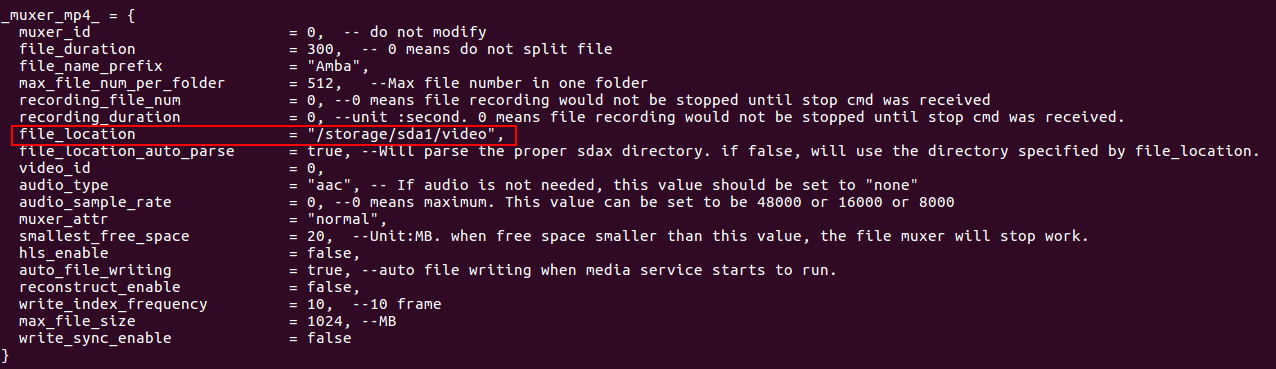 _muxer_mp4_ = {
  muxer_id                      = 0,  -- do not modify
  file_duration                 = 300,  -- 0 means do not split file
  file_name_prefix              = "Amba",
  max_file_num_per_folder       = 512,   --Max file number in one folder
  recording_file_num            = 0, --0 means file recording would not be stopped until stop cmd was received
  recording_duration            = 0, --unit :second. 0 means file recording would not be stopped until stop cmd was received.
  file_location                 = "/storage/sda1/video",
  file_location_auto_parse      = true, --Will parse the proper sdax directory. if false, will use the directory specified by file_location.
  video_id                      = 0,
  audio_type                    = "aac", -- If audio is not needed, this value should be set to "none"
  audio_sample_rate             = 0, --0 means maximum. This value can be set to be 48000 or 16000 or 8000
  muxer_attr                    = "normal",
  smallest_free_space           = 20,  --Unit:MB. when free space smaller than this value, the file muxer will stop work.
  hls_enable                    = false,
  auto_file_writing             = true, --auto file writing when media service starts to run.
  reconstruct_enable            = false,
  write_index_frequency         = 10,  --10 frame
  max_file_size                 = 1024, --MB
  write_sync_enable             = false
}